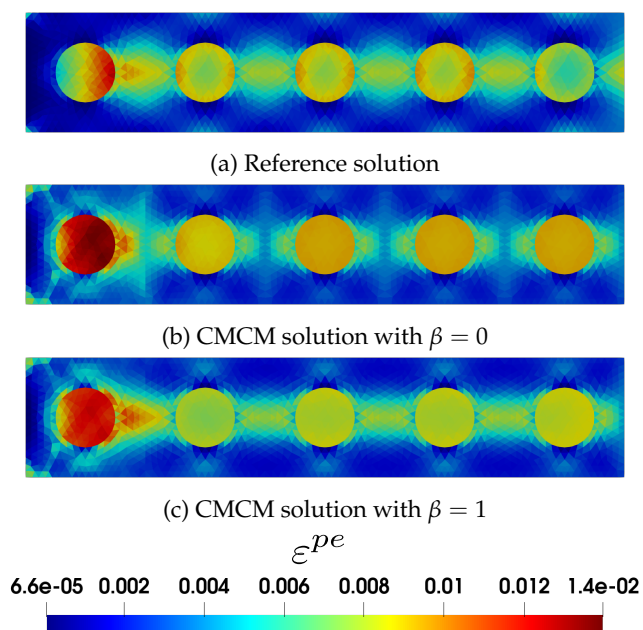 (a) Reference solution
(b) CMCM solution with β = 0
(c) CMCM solution with β = 1
ε^{pe}
6.6e-05 0.002 0.004 0.006 0.008 0.01 0.012 1.4e-02